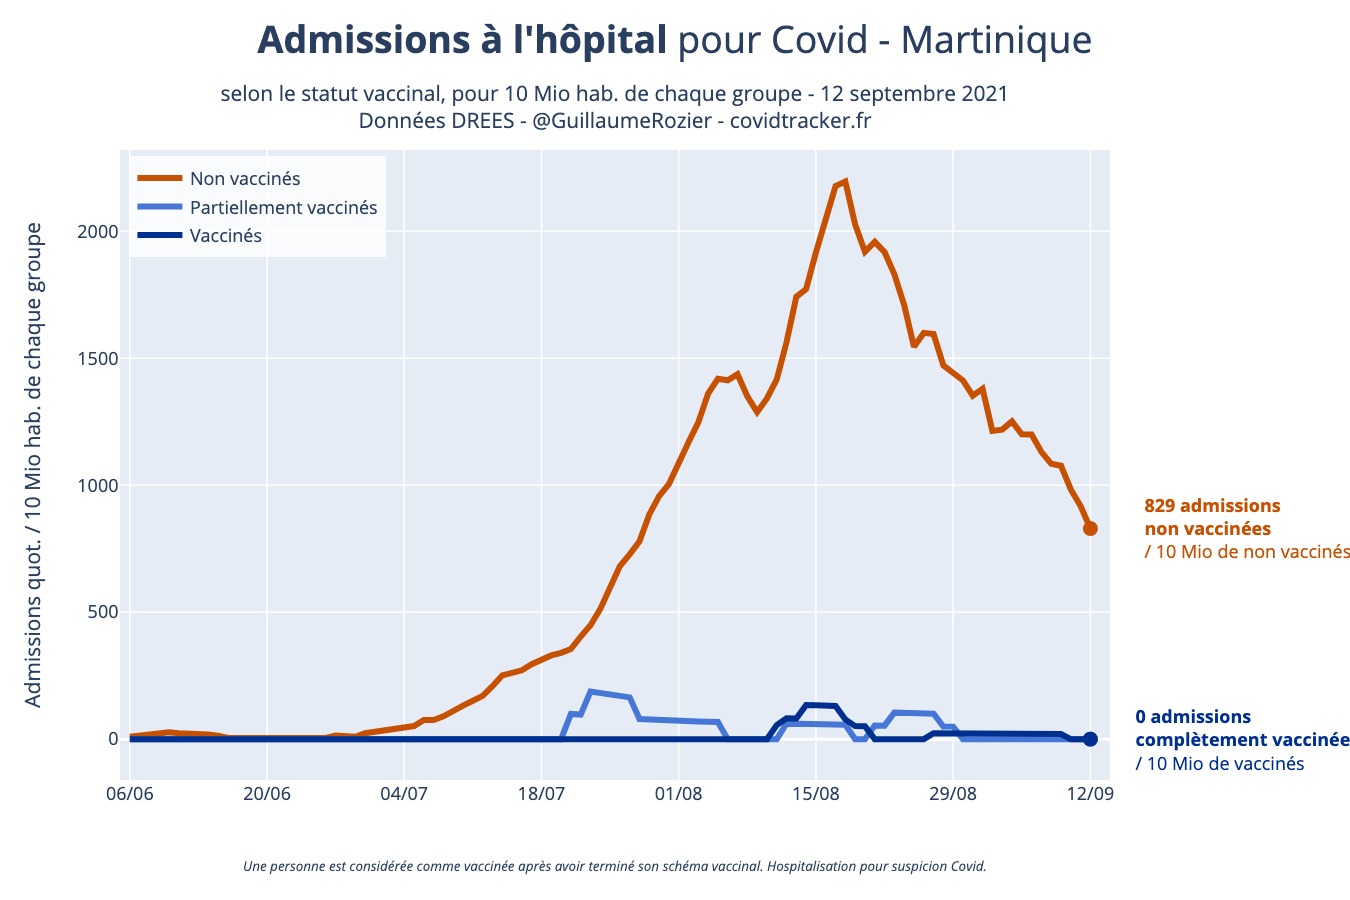 Admissions à l'hôpital pour Covid - Martinique
selon le statut vaccinal, pour 10 Mio hab. de chaque groupe - 12 septembre 2021
Données DREES - @GuillaumeRozier - covidtracker.fr
Non vaccinés
Partiellement vaccinés
Vaccinés
Admissions quot. / 10 Mio hab. de chaque groupe
2000
1500
1000
500
0
06/06
20/06
04/07
18/07
01/08
15/08
29/08
12/09
829 admissions
non vaccinées
/ 10 Mio de non vaccinés
0 admissions
complètement vaccinée
/ 10 Mio de vaccinés
Une personne est considérée comme vaccinée après avoir terminé son schéma vaccinal. Hospitalisation pour suspicion Covid.